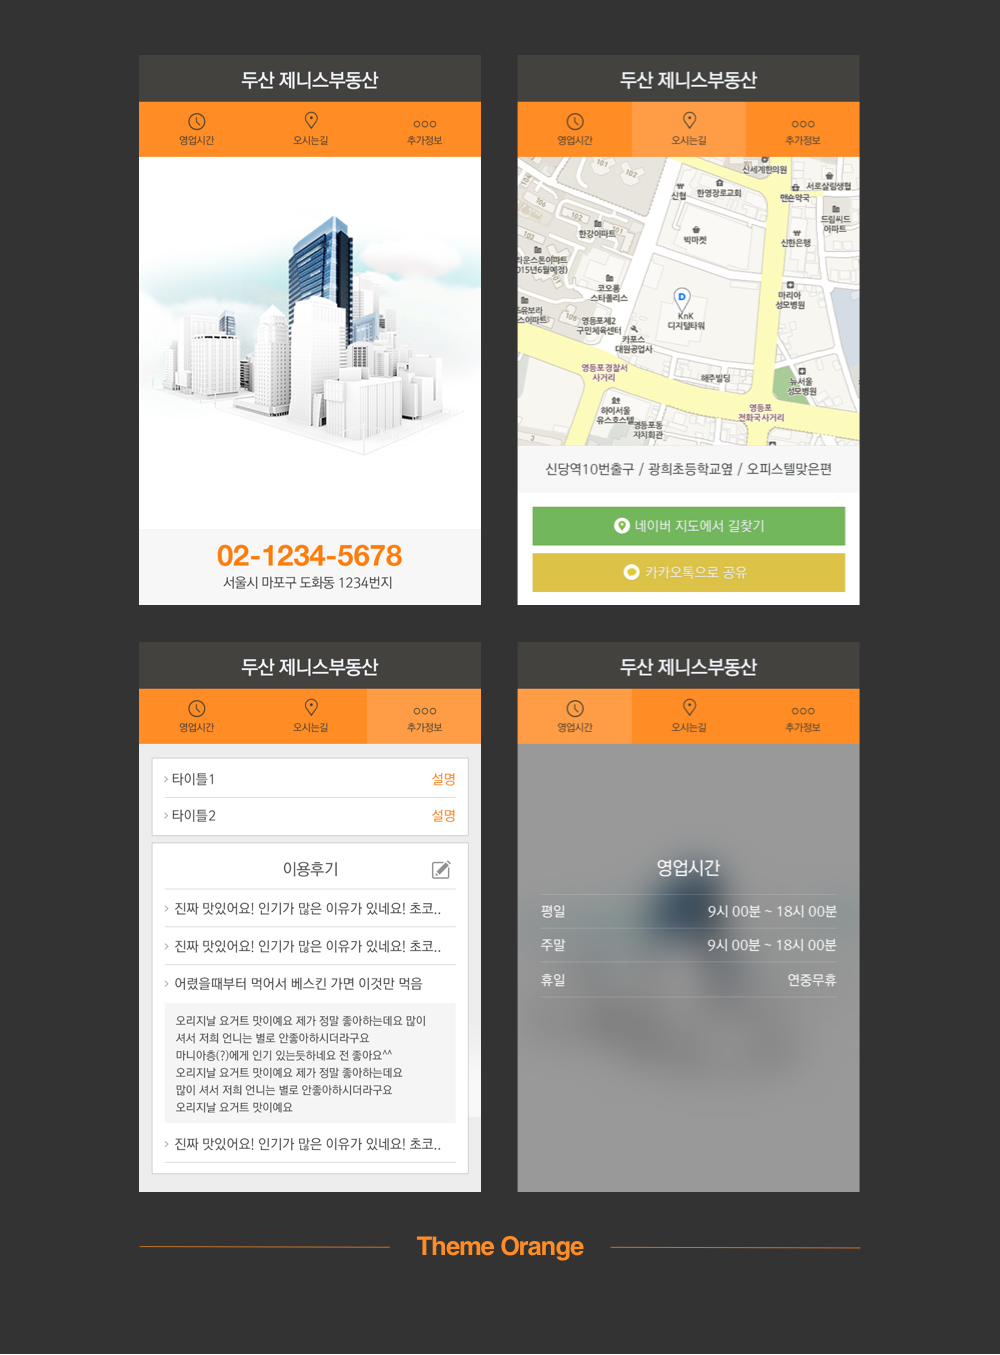 두산 제니스부동산
영업시간
오시는길
추가정보
02-1234-5678
서울시 마포구 도화동 1234번지
두산 제니스부동산
영업시간
오시는길
추가정보
101
102
신세계한의원
신협
한영장로교회
맨손약국
서로살림생협
106
102
101
한강아파트
빅마켓
드림씨드
아파트
신한은행
라운스톤아파트
015년6월예정)
코오롱
스타폴리스
D
KnK
디지털타워
마리아
성모병원
105
영등포제2
구민체육센터
카포스
대원공업사
영등포경찰서
사거리
해주빌딩
뉴서울
성모병원
하이서울
유스호스텔
영등포동
자치회관
영등포
전화국사거리
3
신당역10번출구 / 광희초등학교옆 / 오피스텔맞은편
네이버 지도에서 길찾기
카카오톡으로 공유
두산 제니스부동산
영업시간
오시는길
추가정보
타이틀1 설명
타이틀2 설명
이용후기
진짜 맛있어요! 인기가 많은 이유가 있네요! 초코..
진짜 맛있어요! 인기가 많은 이유가 있네요! 초코..
어렸을때부터 먹어서 베스킨 가면 이것만 먹음
오리지날 요거트 맛이예요 제가 정말 좋아하는데요 많이
셔서 저희 언니는 별로 안좋아하시더라구요
마니아층(?)에게 인기 있는듯하네요 전 좋아요^^
오리지날 요거트 맛이예요 제가 정말 좋아하는데요
많이 셔서 저희 언니는 별로 안좋아하시더라구요
오리지날 요거트 맛이예요
진짜 맛있어요! 인기가 많은 이유가 있네요! 초코..
두산 제니스부동산
영업시간
오시는길
추가정보
영업시간
평일 9시 00분 ~ 18시 00분
주말 9시 00분 ~ 18시 00분
휴일 연중무휴
Theme Orange